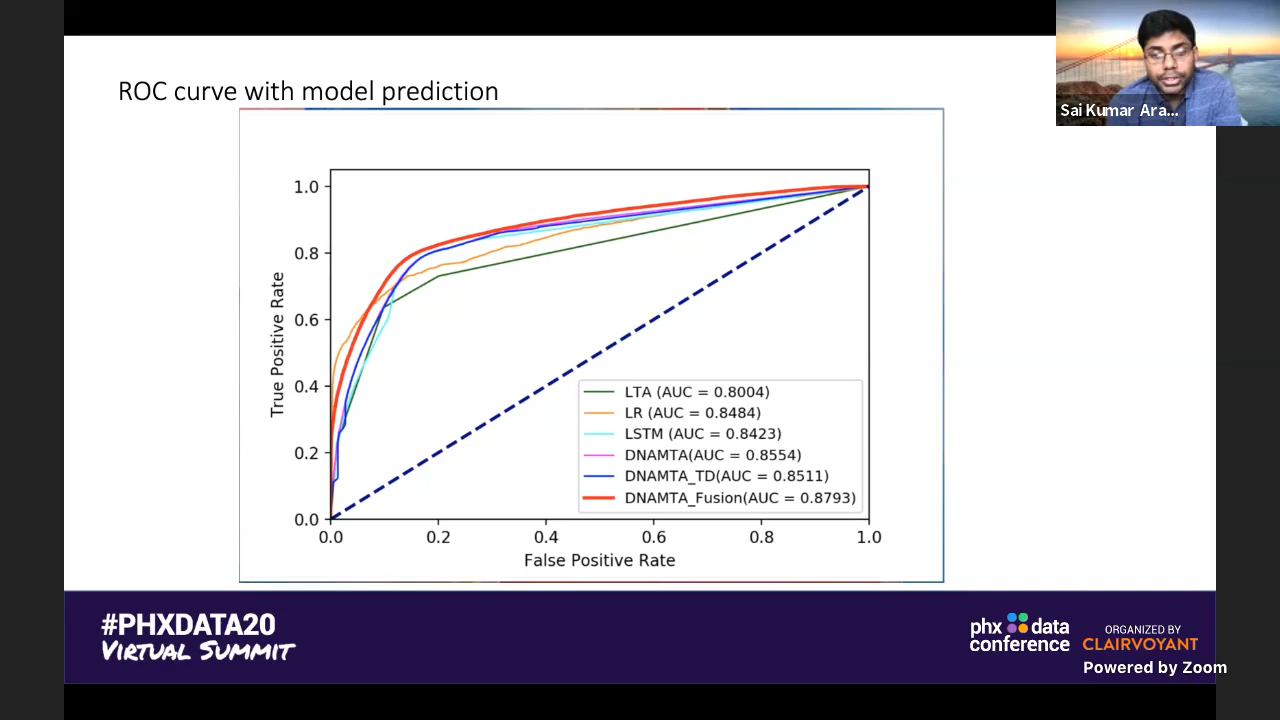 Sai Kumar Ara...
ROC curve with model prediction
1.0
0.8
0.6
0.4
0.2
0.0
True Positive Rate
LTA (AUC = 0.8004)
LR (AUC = 0.8484)
LSTM (AUC = 0.8423)
DNAMTA(AUC = 0.8554)
DNAMTA_TD(AUC = 0.8511)
DNAMTA_Fusion(AUC = 0.8793)
0.0 0.2 0.4 0.6 0.8 1.0
False Positive Rate
#PHXDATA20
VIRTUAL SUMMIT
phx data
conference
ORGANIZED BY
CLAIRVOYANT
Powered by Zoom